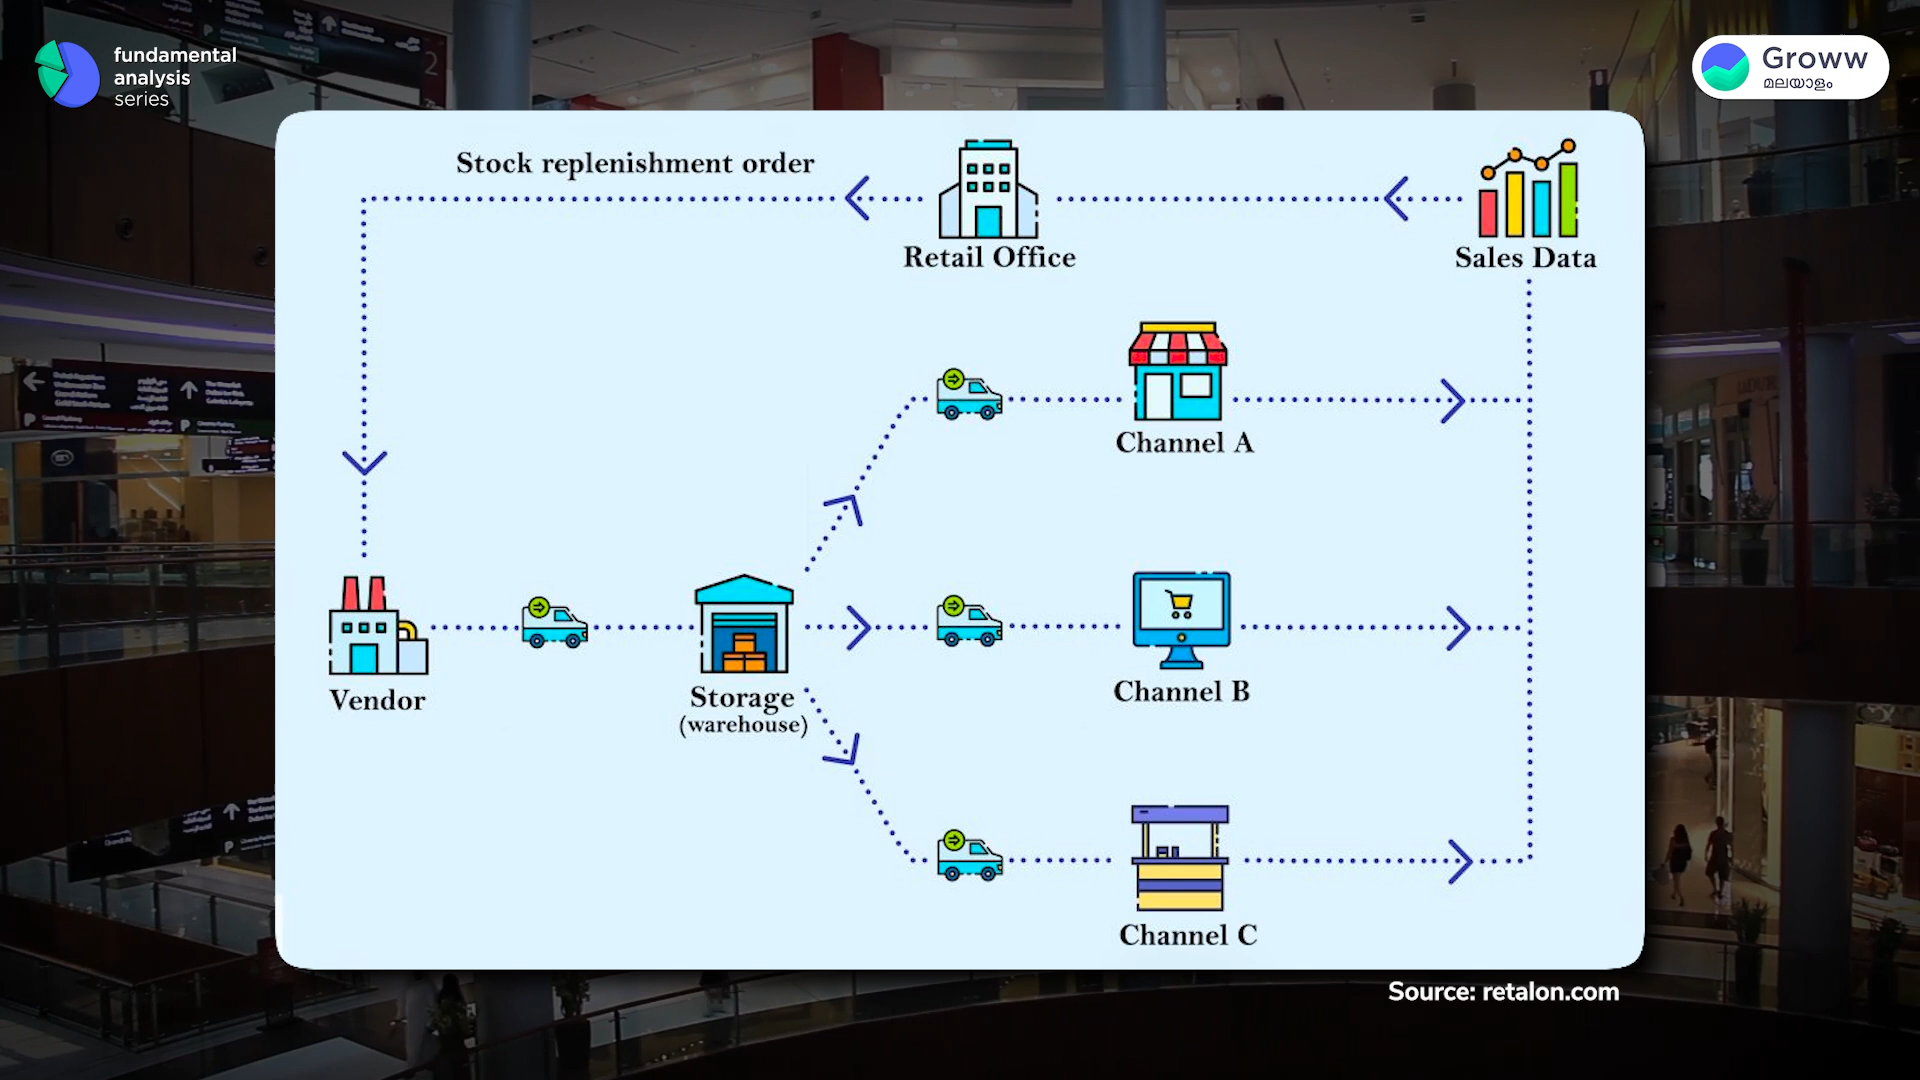 fundamental
analysis
series
Groww
മലയാളം
Stock replenishment order
Retail Office
Sales Data
Channel A
Vendor
Storage
(warehouse)
Channel B
Channel C
Source: retalon.com